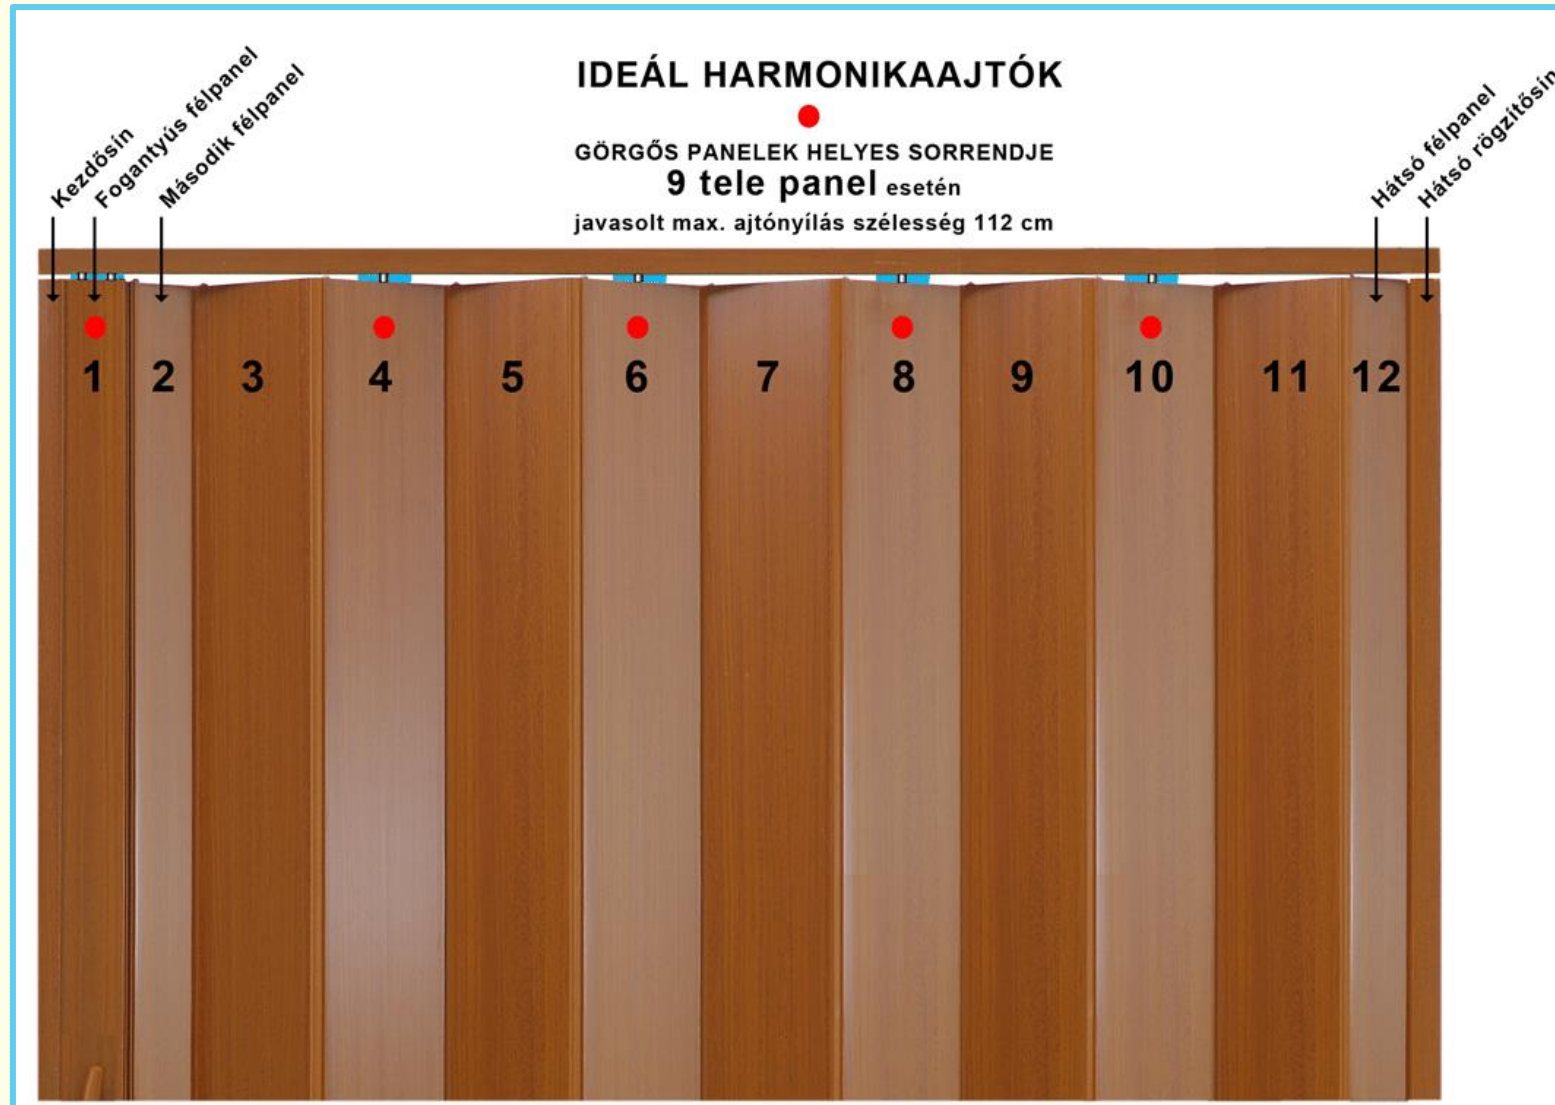 IDEÁL HARMONIKAAJTÓK
GÖRGŐS PANELEK HELYES SORRENDJE
9 tele panel esetén
javasolt max. ajtónyílás szélesség 112 cm
Kezdősín
Fogantyús félpanel
Második félpanel
Hátsó félpanel
Hátsó rögzítősín
1 2 3 4 5 6 7 8 9 10 11 12